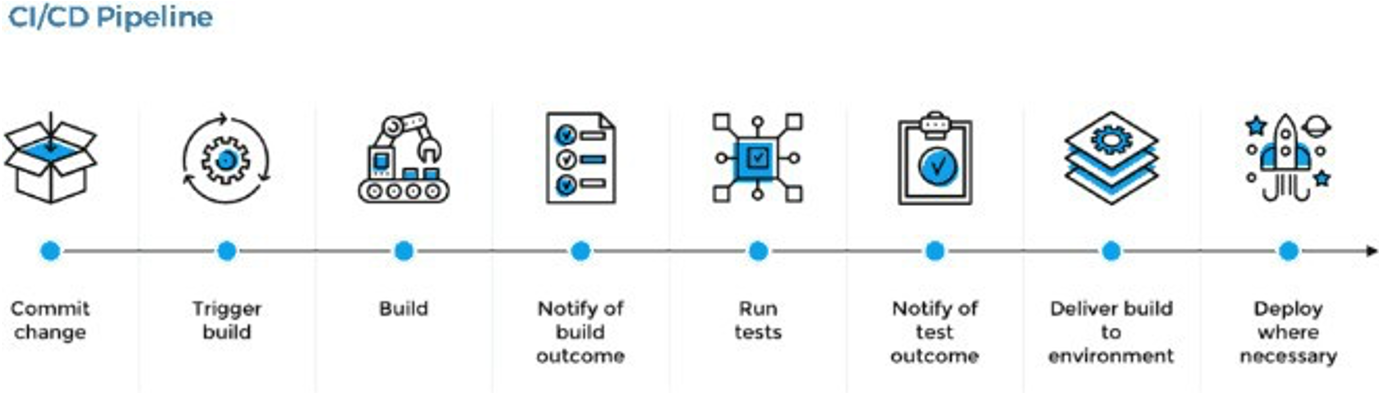 CI/CD Pipeline
Commit
change
Trigger
build
Build
Notify of
build
outcome
Run
tests
Notify of
test
outcome
Deliver build
to
environment
Deploy
where
necessary